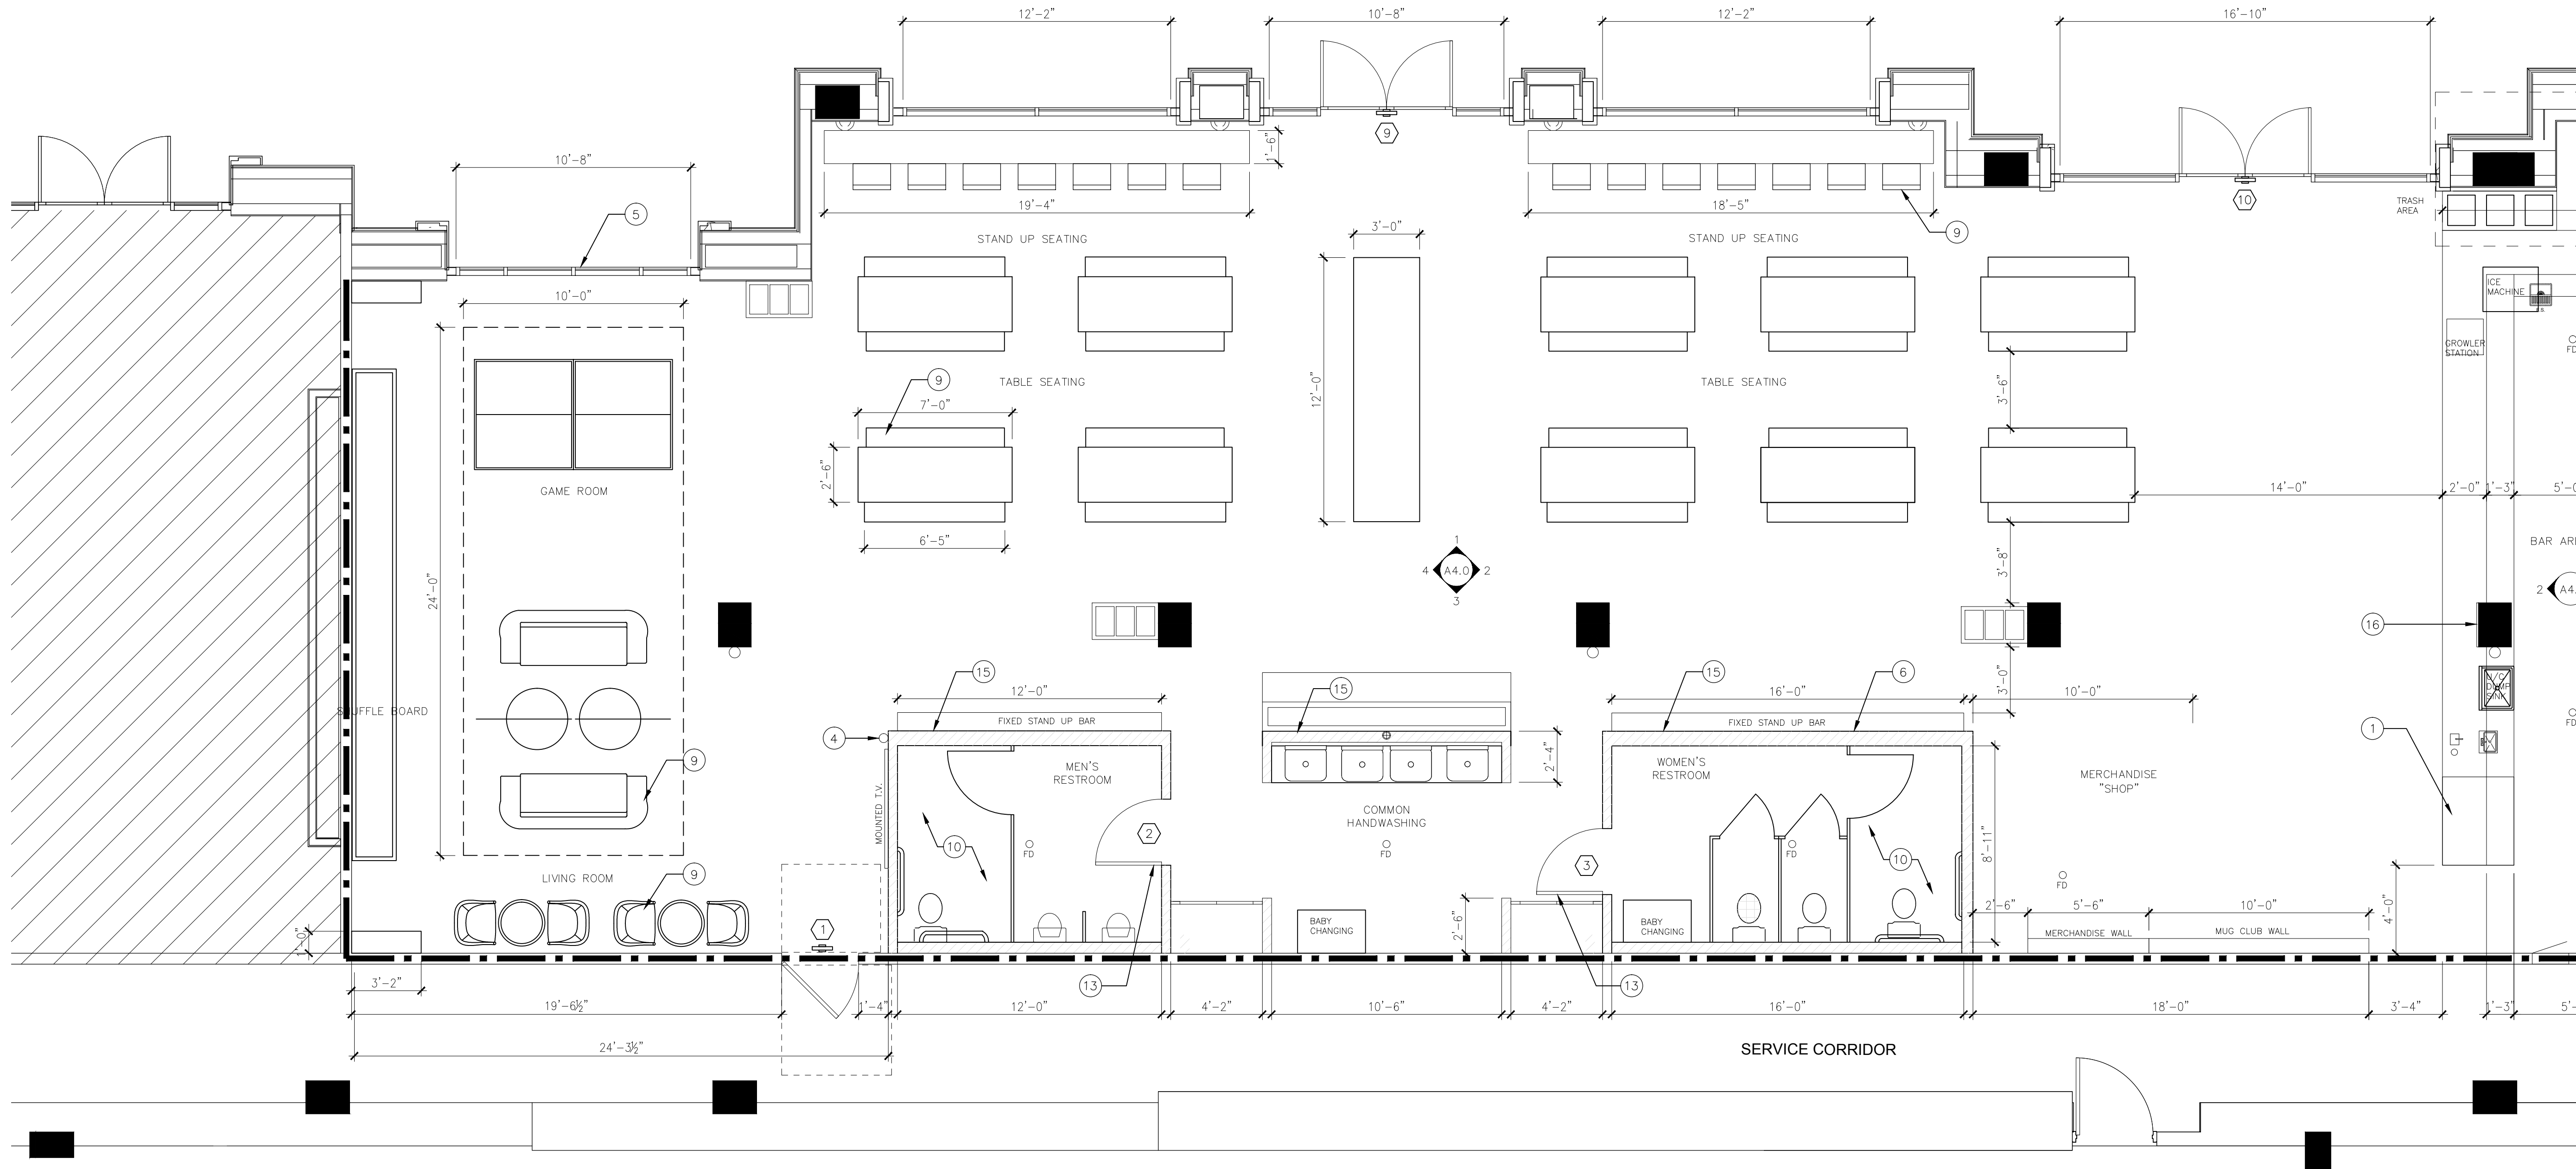 12'-2"
10'-8"
12'-2"
16'-10"
9
10'-8"
1'-6"
5
10
TRASH
AREA
19'-4"
18'-5"
9
3'-0"
STAND UP SEATING
STAND UP SEATING
ICE
MACHINE
10'-0"
GROWLER
STATION
FD
9
TABLE SEATING
12'-0"
TABLE SEATING
3'-6"
7'-0"
2'-6"
GAME ROOM
14'-0"
2'-0"
1'-3"
5'-0
6'-5"
BAR ARE
24'-0"
1
4 A4.0 2
3
3'-8"
2 A4.
16
15
15
15
6
12'-0"
16'-0"
3'-0"
10'-0"
U/C
DUMP
SINK
SHUFFLE BOARD
FIXED STAND UP BAR
FIXED STAND UP BAR
FD
4
1
9
MOUNTED T.V.
MEN'S
RESTROOM
2'-4"
WOMEN'S
RESTROOM
MERCHANDISE
"SHOP"
COMMON
HANDWASHING
2
10
FD
FD
3
FD
10
8'-11"
LIVING ROOM
9
FD
1
BABY
CHANGING
2'-6"
BABY
CHANGING
2'-6"
5'-6"
10'-0"
4'-0"
MERCHANDISE WALL
MUG CLUB WALL
1'-0"
3'-2"
13
13
19'-6½"
1'-4"
12'-0"
4'-2"
10'-6"
4'-2"
16'-0"
18'-0"
3'-4"
1'-3"
5'-
24'-3½"
SERVICE CORRIDOR